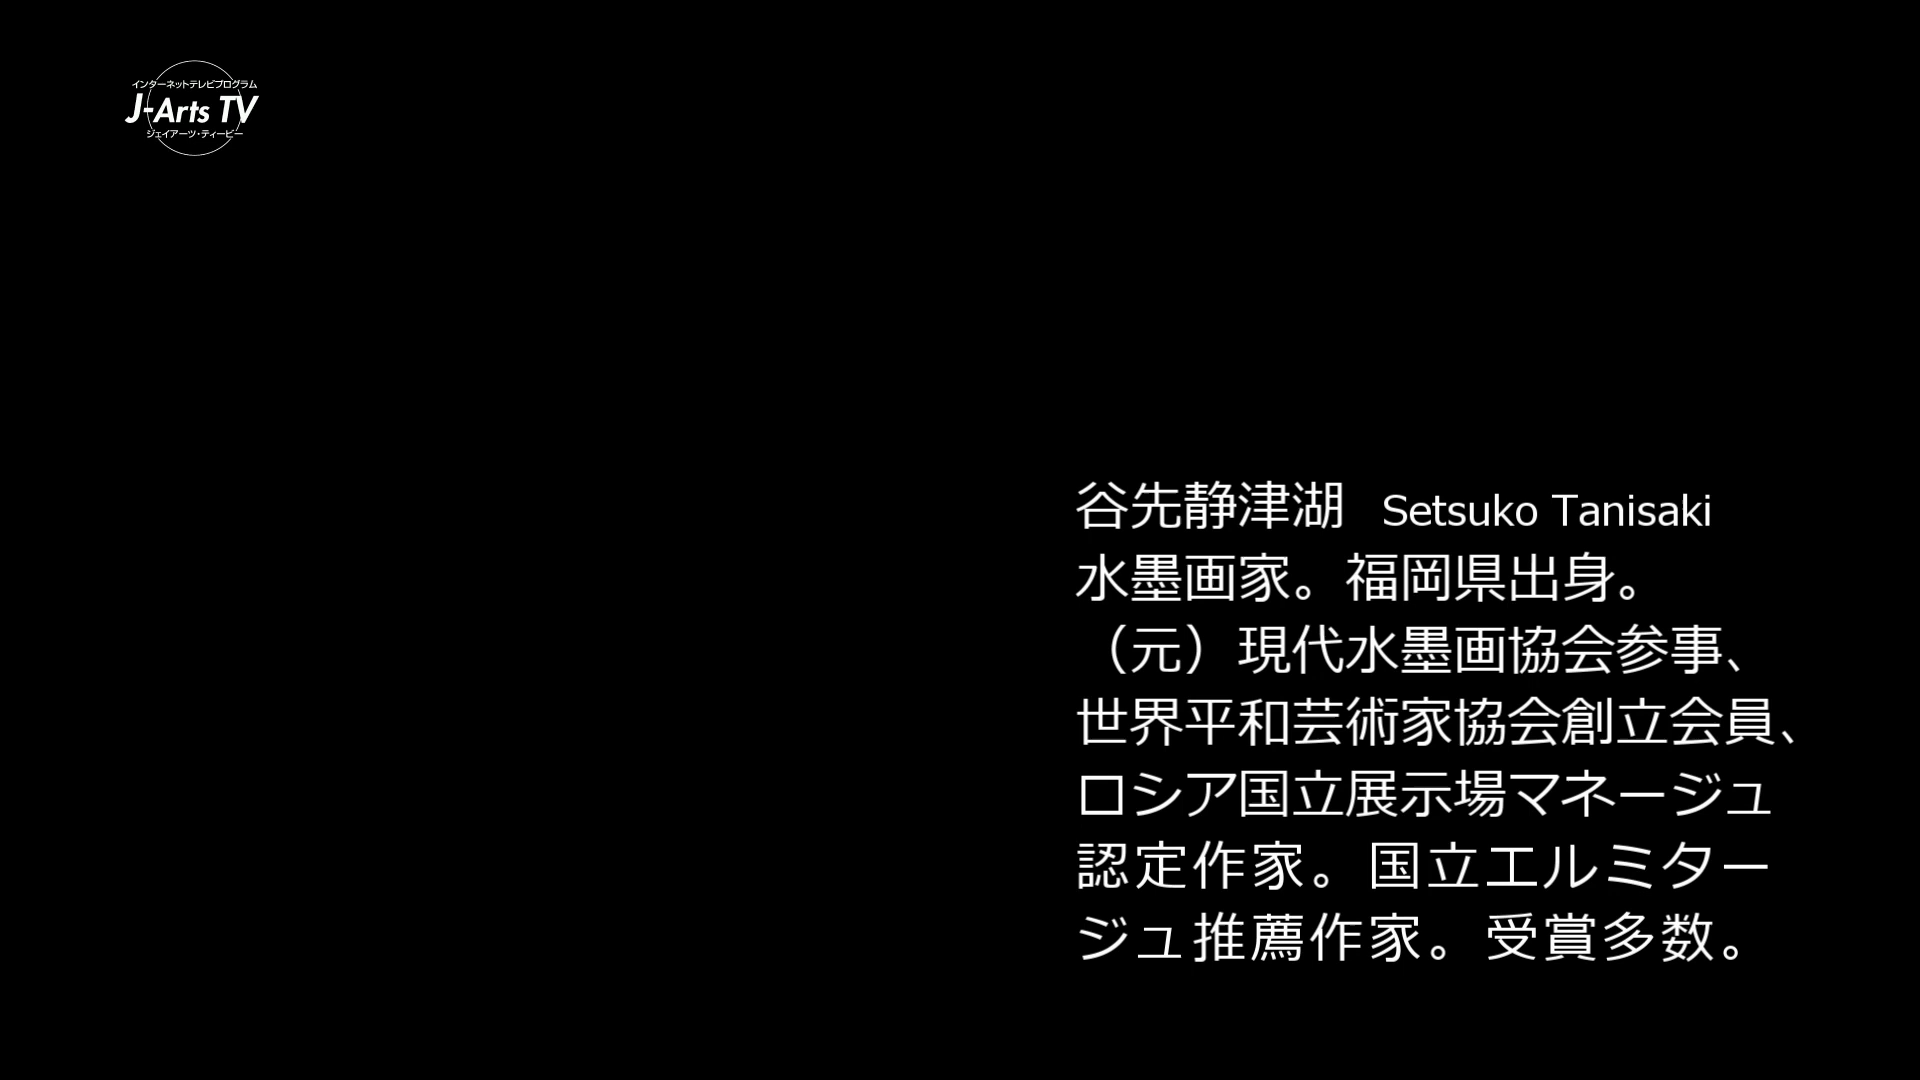 インターネットテレビプログラム
J-Arts TV
ジェイアーツ・ティービー
谷先静津湖 Setsuko Tanisaki
水墨画家。福岡県出身。
（元）現代水墨画協会参事、
世界平和芸術家協会創立会員、
ロシア国立展示場マネージュ
認定作家。国立エルミター
ジュ推薦作家。受賞多数。